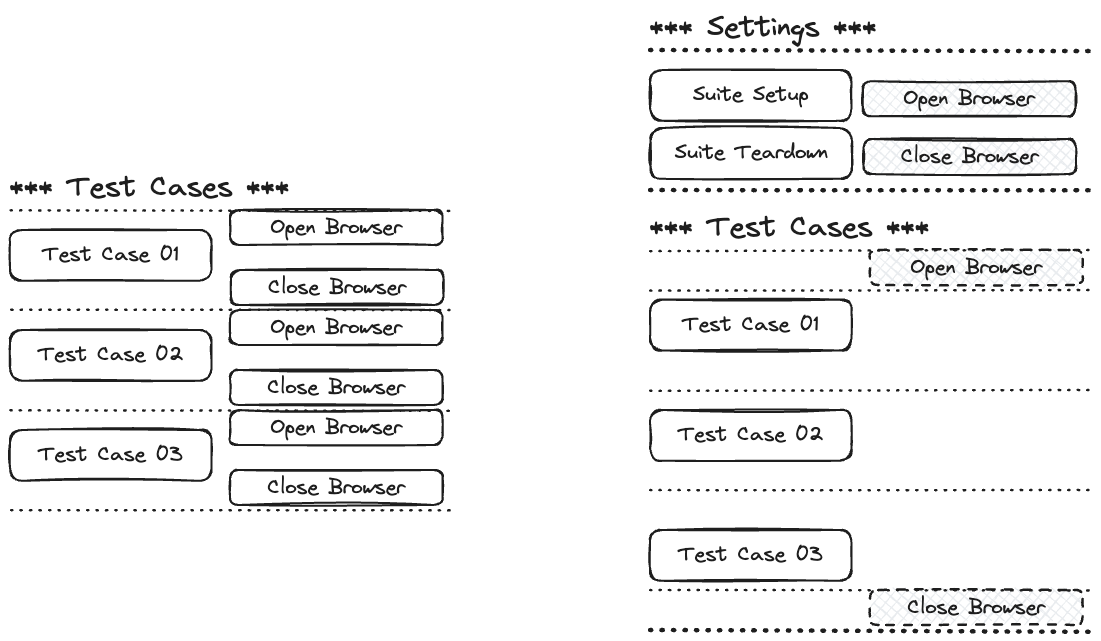 *** Test Cases ***
Test Case 01
Open Browser
Close Browser
Test Case 02
Open Browser
Close Browser
Test Case 03
Open Browser
Close Browser
*** Settings ***
Suite Setup
Open Browser
Suite Teardown
Close Browser
*** Test Cases ***
Open Browser
Test Case 01
Test Case 02
Test Case 03
Close Browser